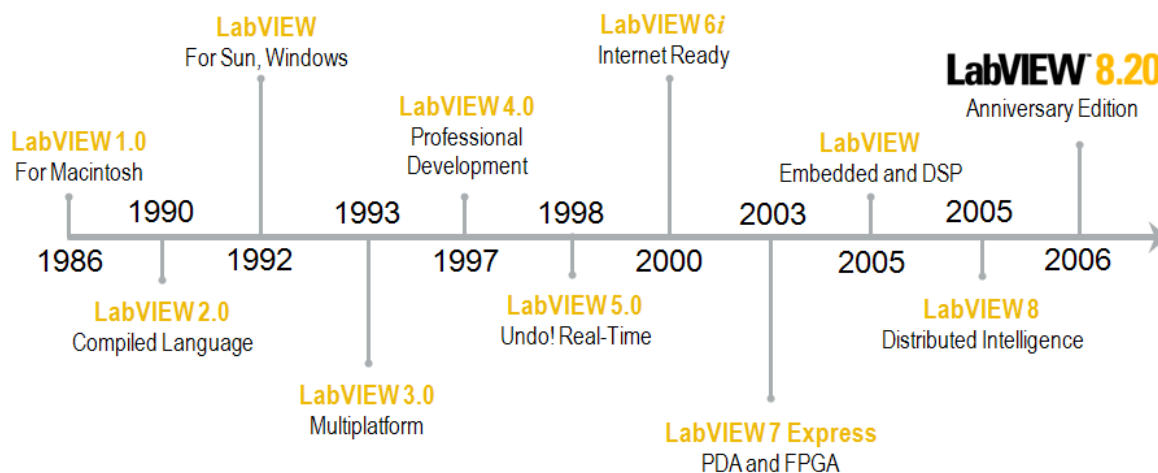 LabVIEW
For Sun, Windows
LabVIEW 6i
Internet Ready
LabVIEW™ 8.20
Anniversary Edition
LabVIEW 4.0
Professional
Development
LabVIEW 1.0
For Macintosh
LabVIEW
Embedded and DSP
1990
1993
1998
2003
2005
1986
1992
1997
2000
2005
2006
LabVIEW 2.0
Compiled Language
LabVIEW 5.0
Undo! Real-Time
LabVIEW 8
Distributed Intelligence
LabVIEW 3.0
Multiplatform
LabVIEW 7 Express
PDA and FPGA